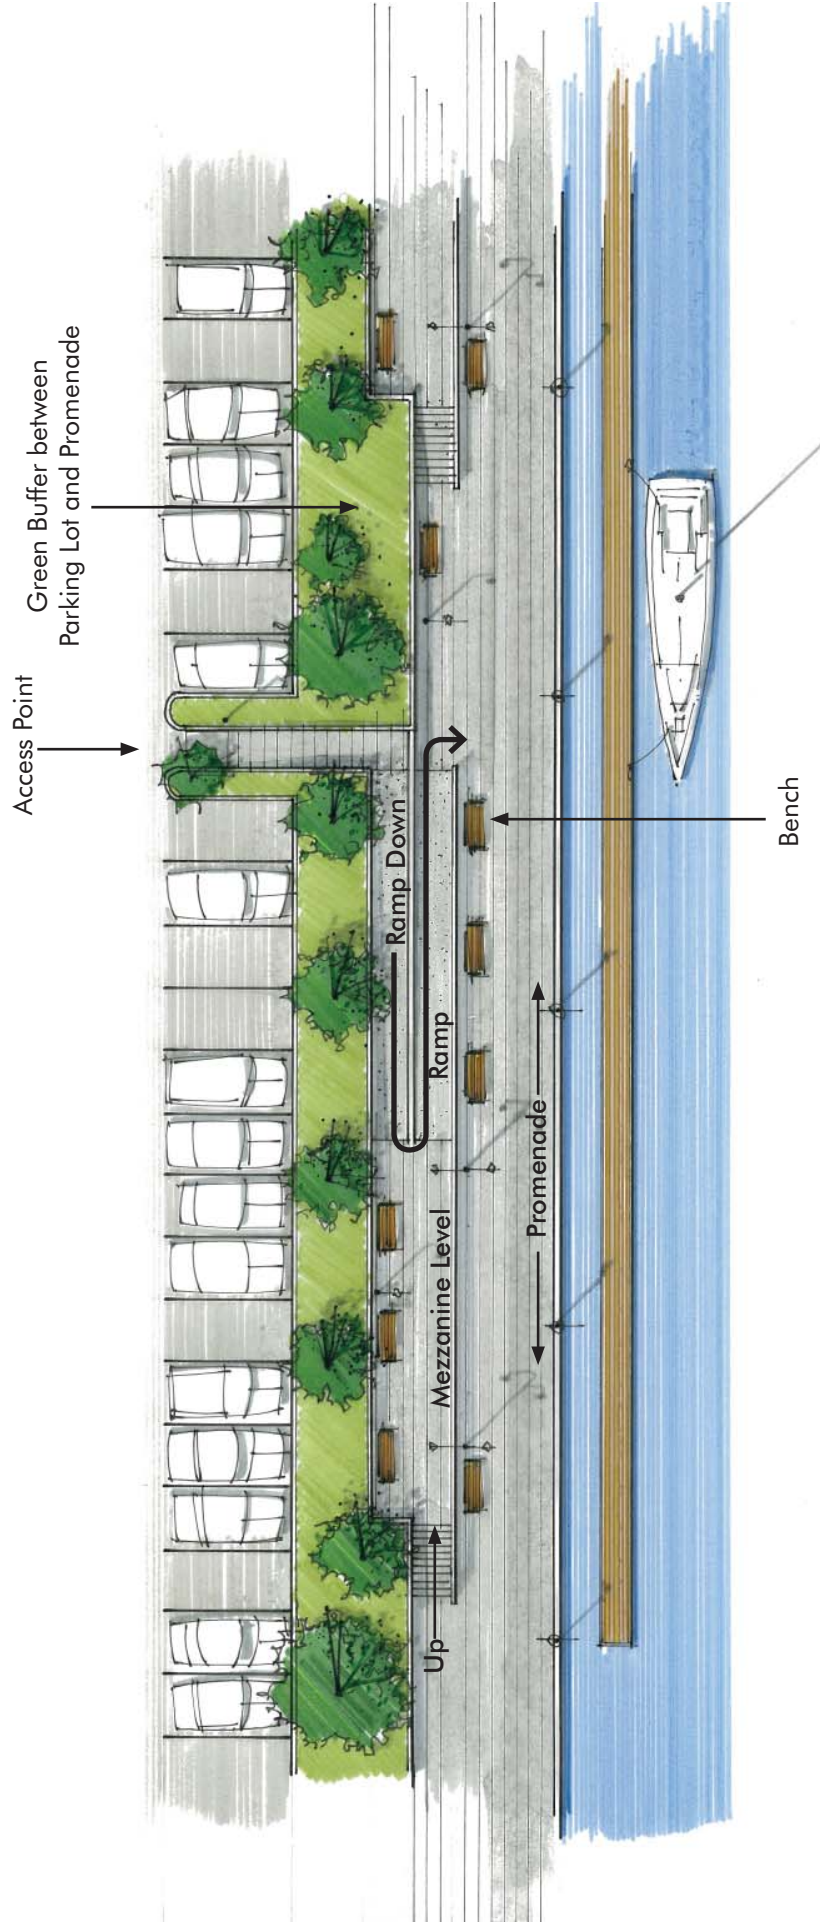 Green Buffer between
Parking Lot and Promenade
Access Point
Ramp Down
Ramp
Bench
Promenade
Mezzanine Level
Up